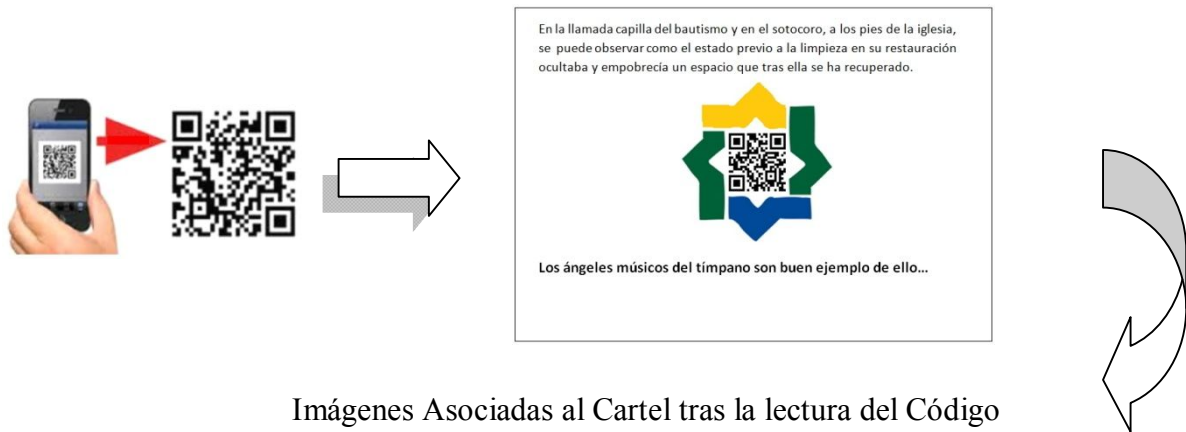 En la llamada capilla del bautismo y en el sotocoro, a los pies de la iglesia,
se puede observar como el estado previo a la limpieza en su restauración
ocultaba y empobrecía un espacio que tras ella se ha recuperado.
Los ángeles músicos del tímpano son buen ejemplo de ello...
Imágenes Asociadas al Cartel tras la lectura del Código